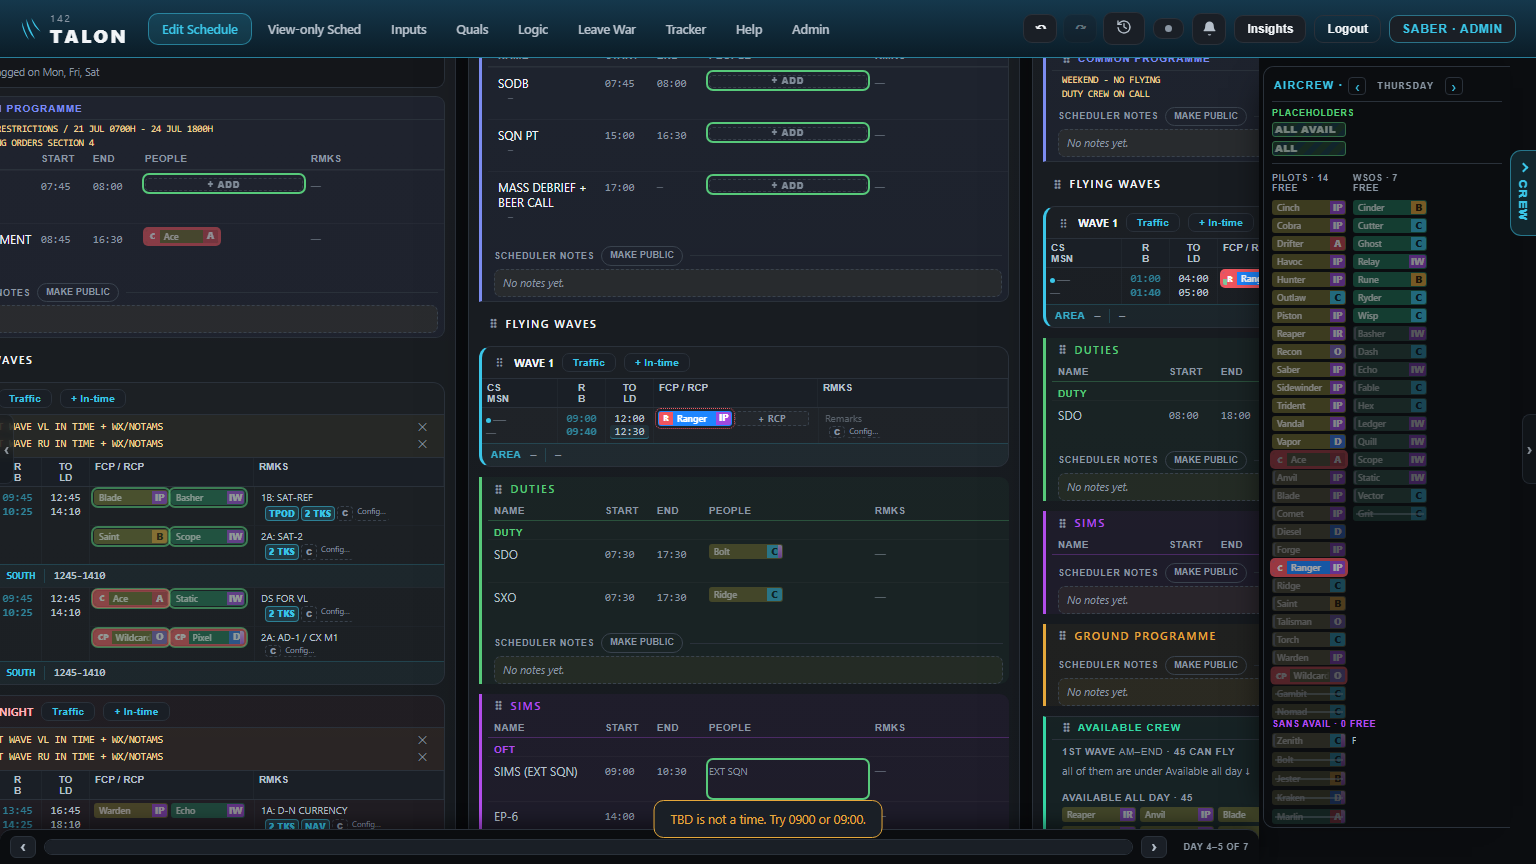 142
TALON
Edit Schedule
View-only Sched
Inputs
Quals
Logic
Leave War
Tracker
Help
Admin
Insights
Logout
SABER · ADMIN
gged on Mon, Fri, Sat
PROGRAMME
ESTRICTIONS / 21 JUL 0700H - 24 JUL 1800H
NG ORDERS SECTION 4
START END PEOPLE RMKS
07:45 08:00 + ADD —
MENT 08:45 16:30 C Ace A —
NOTES MAKE PUBLIC
AVES
Traffic + In-time
WAVE VL IN TIME + WX/NOTAMS
WAVE RU IN TIME + WX/NOTAMS
R
B
TO
LD
FCP / RCP
RMKS
09:45 12:45 Blade IP Basher IW 1B: SAT-REF
10:25 14:10 TPOD 2 TKS C Config...
Saint B Scope IW 2A: SAT-2
2 TKS C Config...
SOUTH 1245-1410
09:45 12:45 C Ace A Static IW DS FOR VL
10:25 14:10 2 TKS C Config...
CP Wildcar O CP Pixel D 2A: AD-1 / CX M1
C Config...
SOUTH 1245-1410
NIGHT Traffic + In-time
WAVE VL IN TIME + WX/NOTAMS
WAVE RU IN TIME + WX/NOTAMS
R
B
TO
LD
FCP / RCP
RMKS
13:45 16:45 Warden IP Echo IW 1A: D-N CURRENCY
14:25 18:10 2 TKS NAV C Config...
SODB 07:45 08:00 + ADD —
—
SQN PT 15:00 16:30 + ADD —
—
MASS DEBRIEF + 17:00 — + ADD —
BEER CALL
—
SCHEDULER NOTES MAKE PUBLIC
No notes yet.
FLYING WAVES
WAVE 1 Traffic + In-time
CS
MSN
R
B
TO
LD
FCP / RCP
RMKS
— 09:00 12:00 R Ranger IP + RCP Remarks
— 09:40 12:30 C Config...
AREA — —
DUTIES
NAME START END PEOPLE RMKS
DUTY
SDO 07:30 17:30 Bolt C —
SXO 07:30 17:30 Ridge C —
SCHEDULER NOTES MAKE PUBLIC
No notes yet.
SIMS
NAME START END PEOPLE RMKS
OFT
SIMS (EXT SQN) 09:00 10:30 EXT SQN —
EP-6 14:00
TBD is not a time. Try 0900 or 09:00.
COMMON PROGRAMME
WEEKEND - NO FLYING
DUTY CREW ON CALL
SCHEDULER NOTES MAKE PUBLIC
No notes yet.
FLYING WAVES
WAVE 1 Traffic + In-time
CS
MSN
R
B
TO
LD
FCP / R
— 01:00 04:00 R Rang
— 01:40 05:00
AREA — —
DUTIES
NAME START END
DUTY
SDO 08:00 18:00
SCHEDULER NOTES MAKE PUBLIC
No notes yet.
SIMS
NAME START END
SCHEDULER NOTES MAKE PUBLIC
No notes yet.
GROUND PROGRAMME
SCHEDULER NOTES MAKE PUBLIC
No notes yet.
AVAILABLE CREW
1ST WAVE AM–END · 45 CAN FLY
all of them are under Available all day ↓
AVAILABLE ALL DAY · 45
Reaper IR Anvil IP Blade
AIRCREW · ‹ THURSDAY ›
PLACEHOLDERS
ALL AVAIL
ALL
PILOTS · 14
FREE
WSOS · 7
FREE
Cinch IP Cinder B
Cobra IP Cutter C
Drifter A Ghost C
Havoc IP Relay IW
Hunter IP Rune B
Outlaw C Ryder C
Piston IP Wisp C
Reaper IR Basher IW
Recon O Dash C
Saber IP Echo IW
Sidewinder IP Fable C
Trident IP Hex C
Vandal IP Ledger IW
Vapor D Quill IW
C Ace A Scope IW
Anvil IP Static IW
Blade IP Vector C
Comet IP Grit C
Diesel D
Forge IP
C Ranger IP
Ridge C
Saint B
Talisman O
Torch C
Warden IP
CP Wildcar O
Gambit C
Nomad C
SANS AVAIL · 0 FREE
Zenith C F
Bolt C
Jester B
Kraken D
Marlin A
CREW
DAY 4–5 OF 7